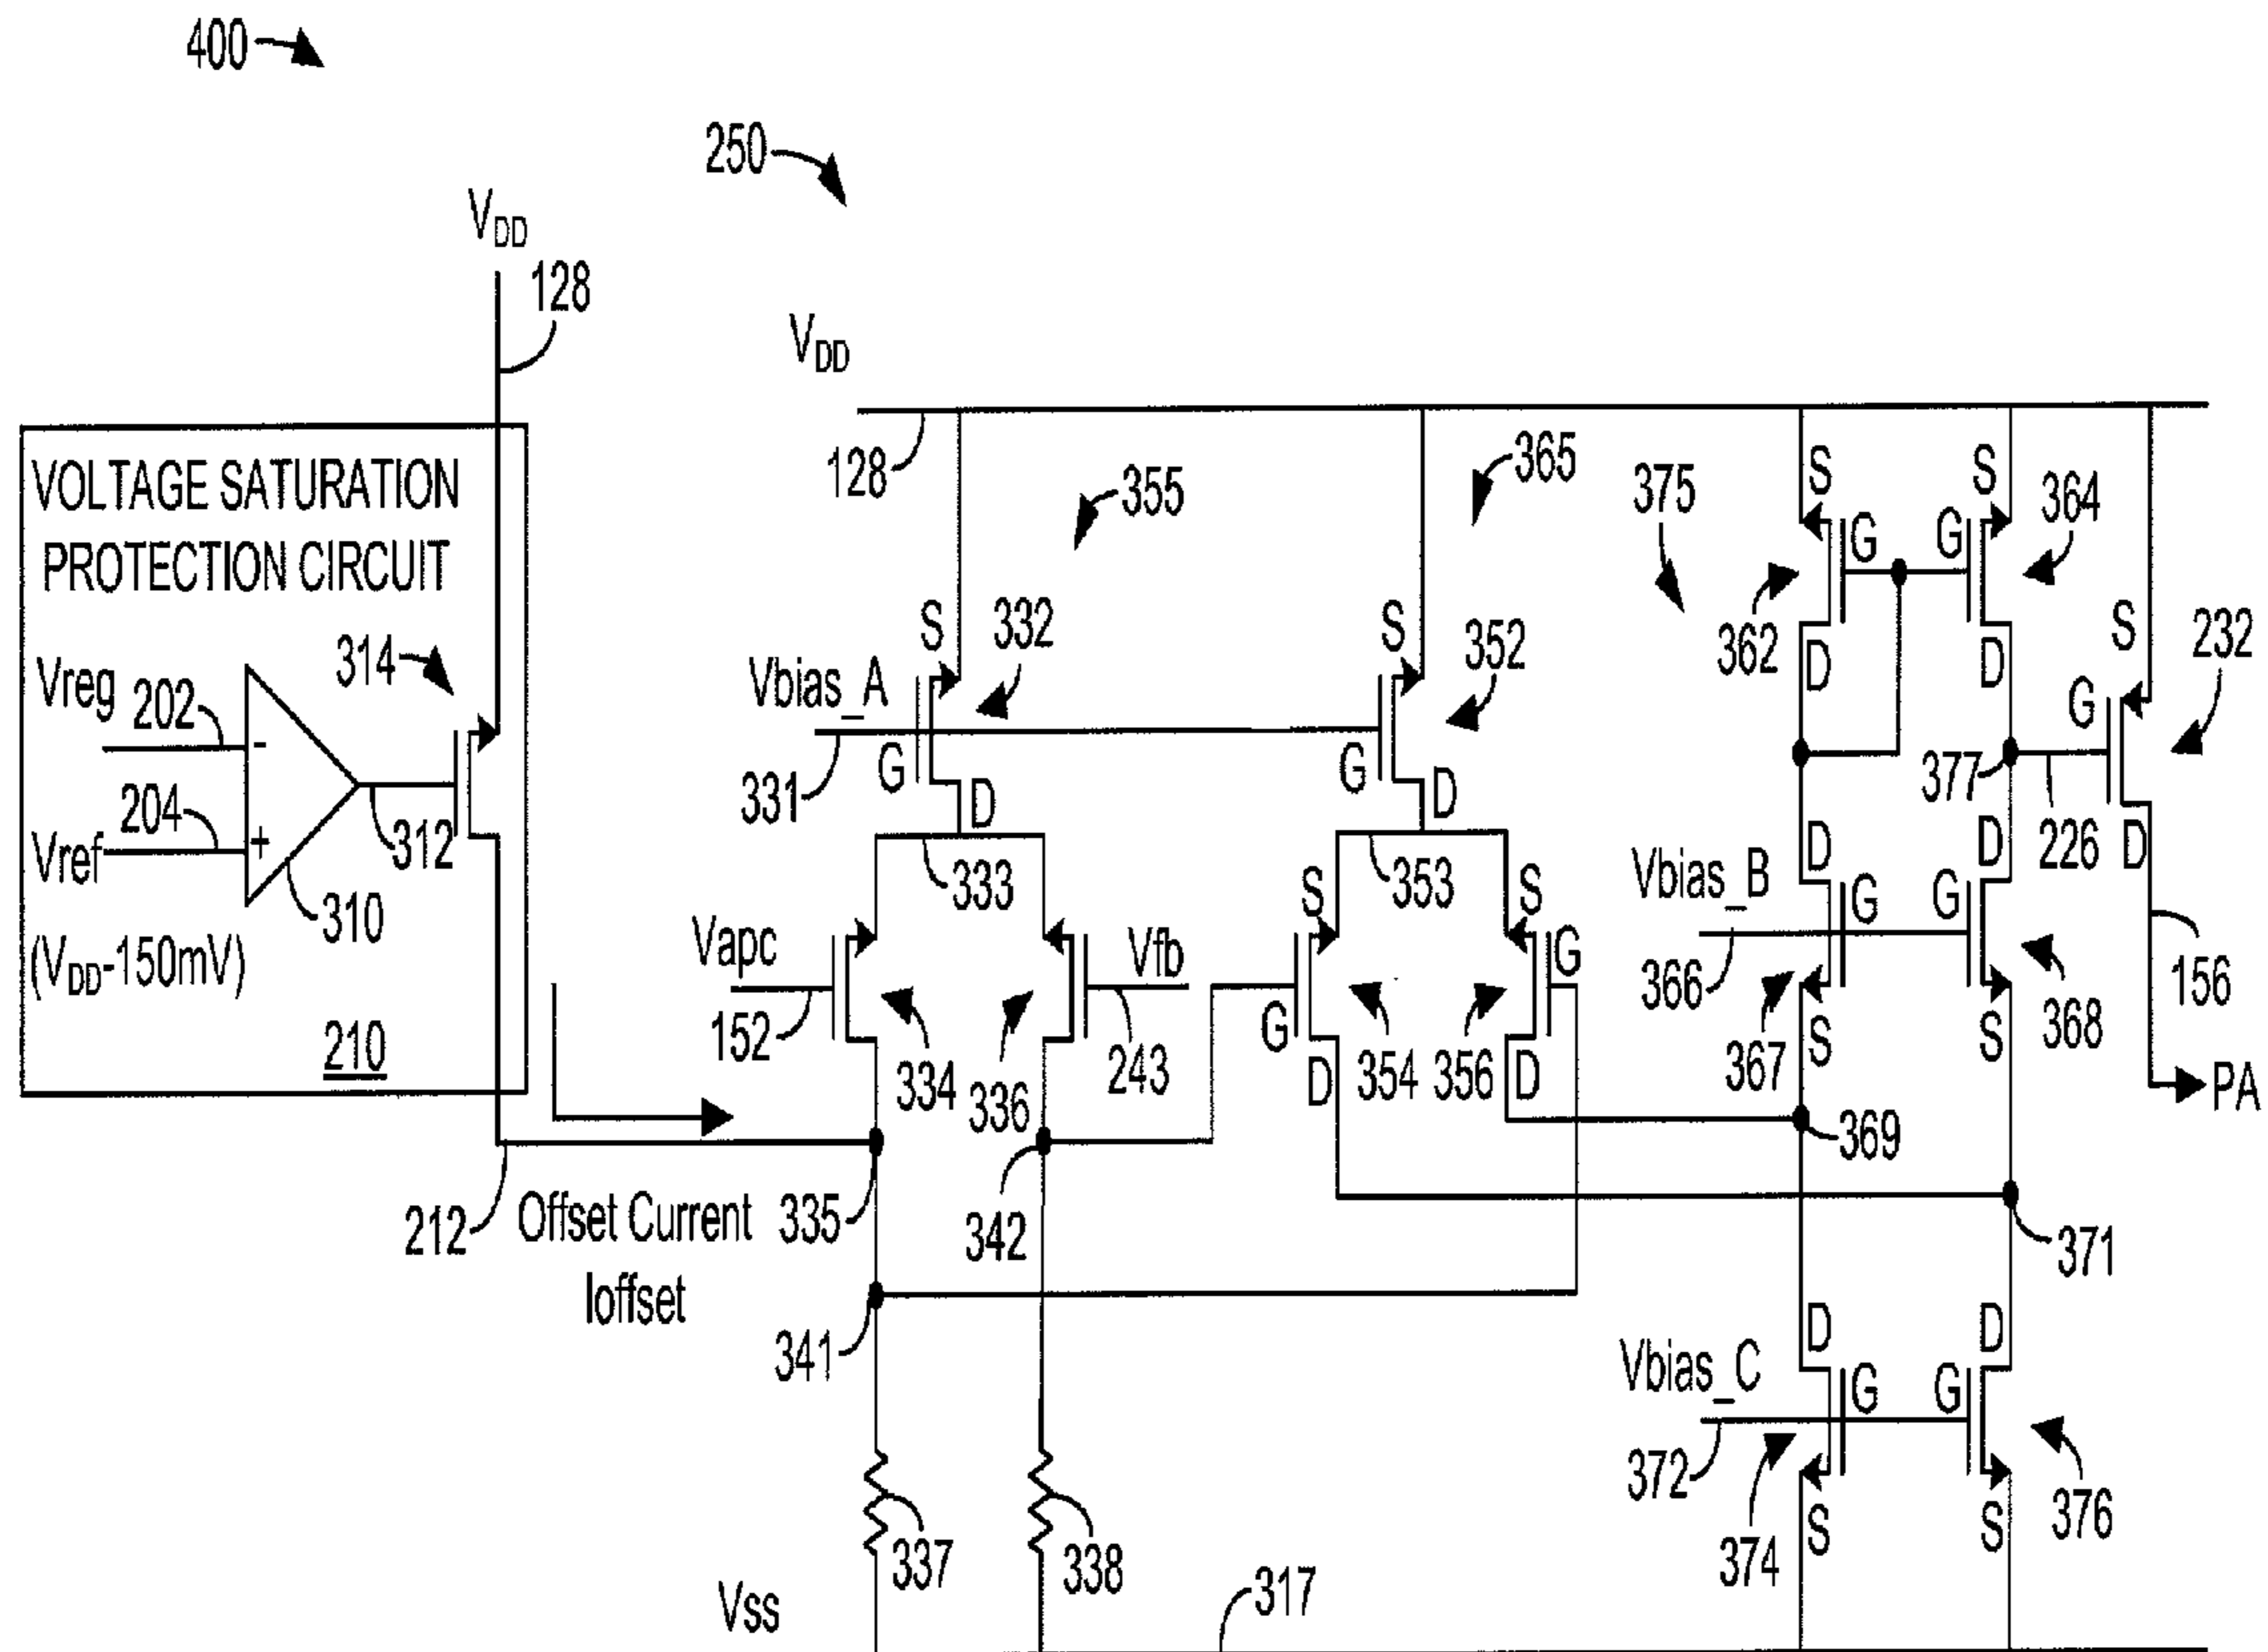 400
250
V_DD
128
V_DD
128
355
365
375
S
S
G
G
364
362
D
D
VOLTAGE SATURATION
PROTECTION CIRCUIT
314
Vreg
202
-
204
Vref
+
312
310
(V_DD-150mV)
210
S
332
S
352
Vbias_A
G
331
D
G
D
333
353
S
G
232
377
226
D
Vapc
152
334
Vfb
336
243
S
S
G
G
D
354
356
D
Vbias_B
D
D
G
G
366
367
368
S
S
156
PA
369
371
212
Offset Current
Ioffset
335
342
341
D
D
Vbias_C
G
G
372
374
376
S
S
337
338
Vss
317